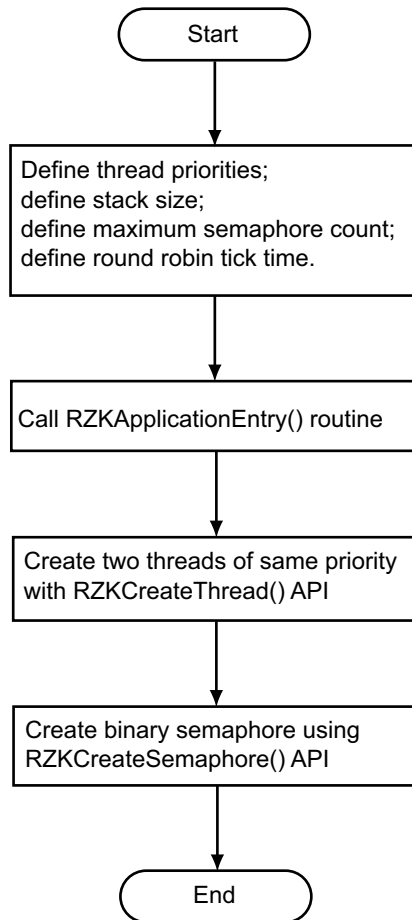 Start
Define thread priorities;
define stack size;
define maximum semaphore count;
define round robin tick time.
Call RZKApplicationEntry() routine
Create two threads of same priority
with RZKCreateThread() API
Create binary semaphore using
RZKCreateSemaphore() API
End